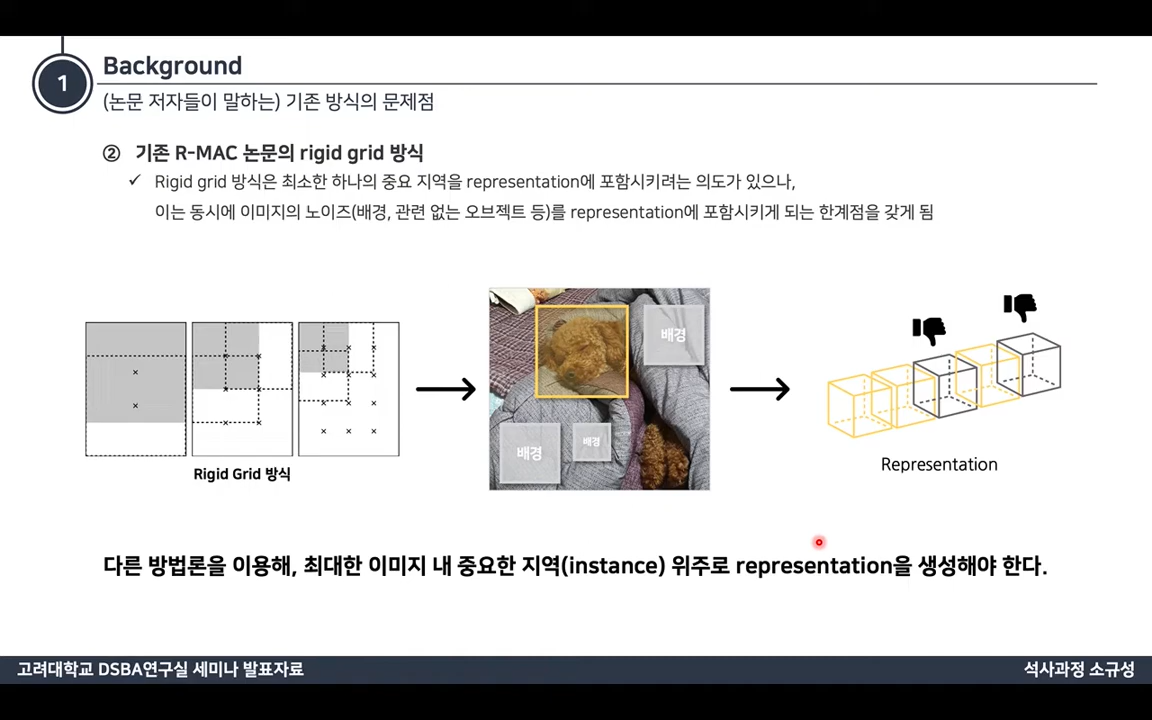 1
Background
(논문 저자들이 말하는) 기존 방식의 문제점
② 기존 R-MAC 논문의 rigid grid 방식
✓ Rigid grid 방식은 최소한 하나의 중요 지역을 representation에 포함시키려는 의도가 있으나,
이는 동시에 이미지의 노이즈(배경, 관련 없는 오브젝트 등)를 representation에 포함시키게 되는 한계점을 갖게 됨
배경
배경
배경
Rigid Grid 방식
Representation
다른 방법론을 이용해, 최대한 이미지 내 중요한 지역(instance) 위주로 representation을 생성해야 한다.
고려대학교 DSBA연구실 세미나 발표자료
석사과정 소규성